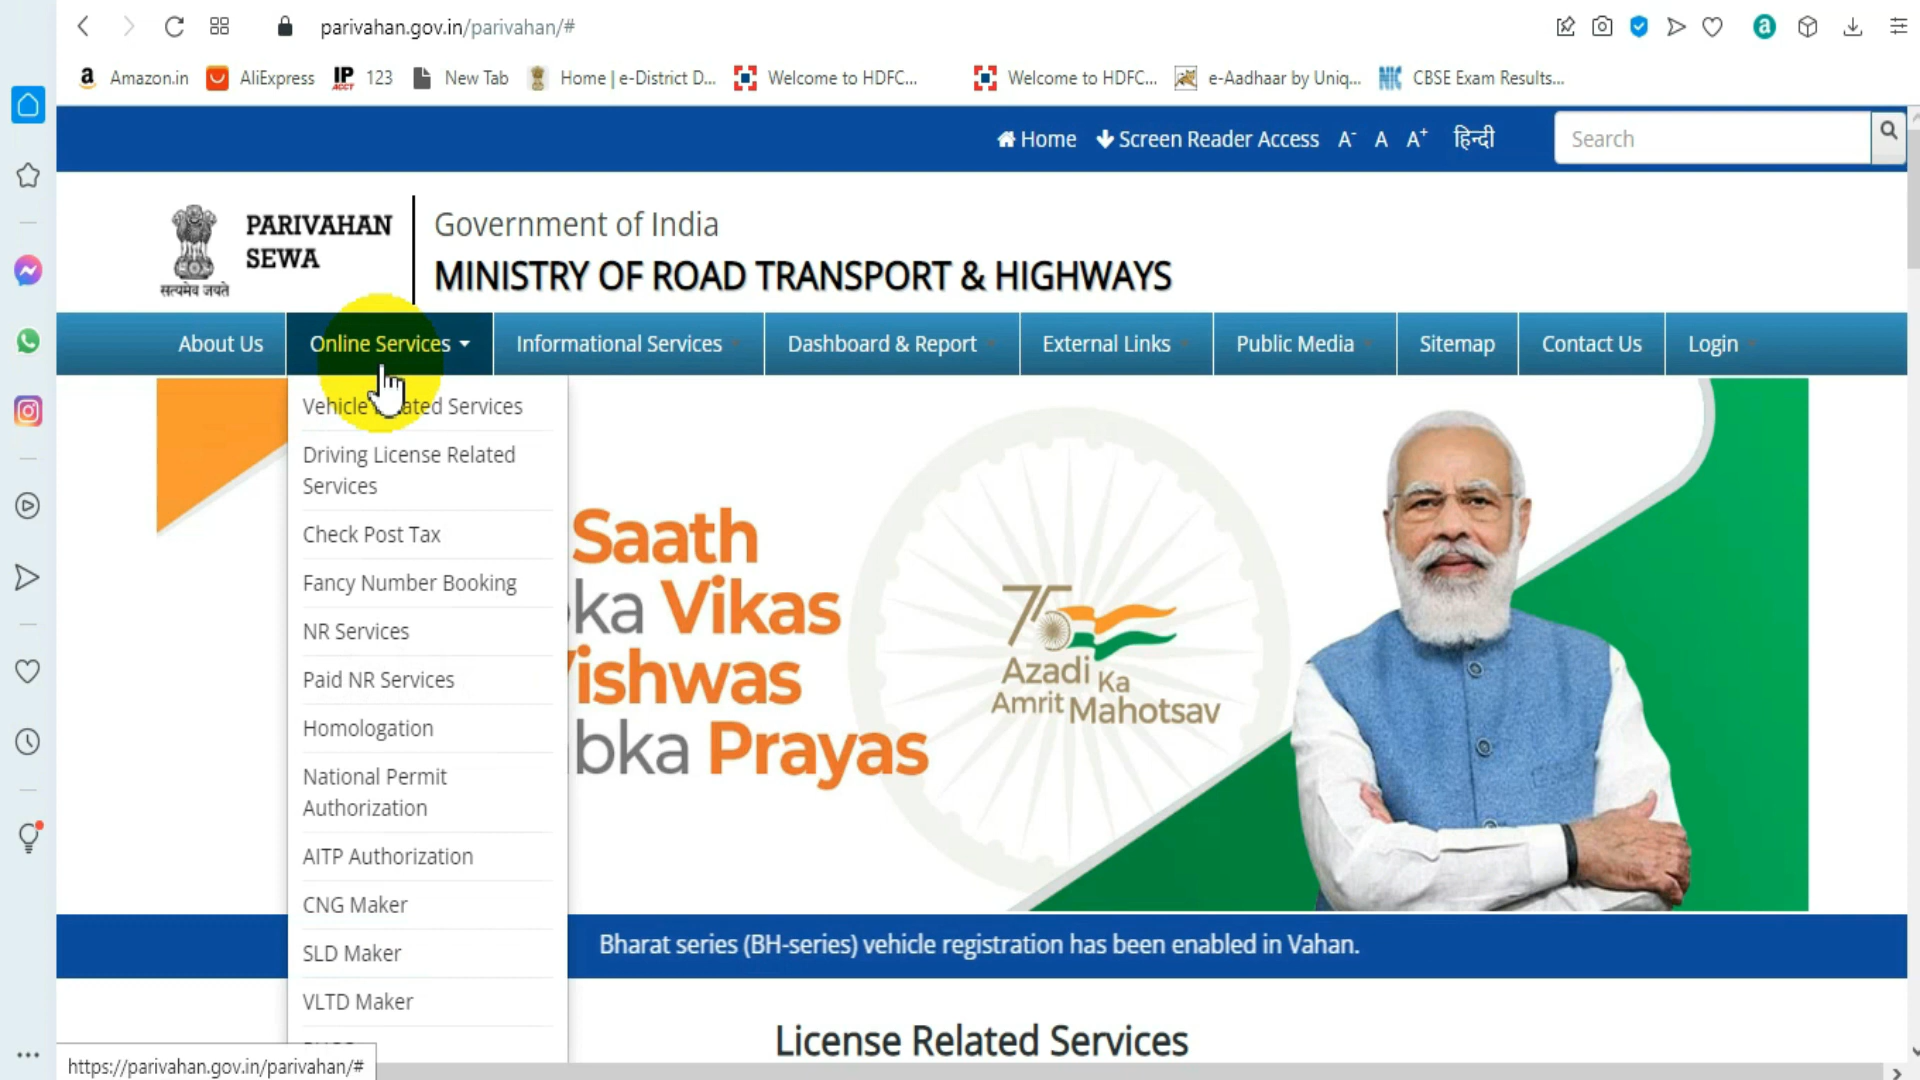 parivahan.gov.in/parivahan/#
Amazon.in AliExpress IP ACCT 123 New Tab Home | e-District D... Welcome to HDFC... Welcome to HDFC... e-Aadhaar by Uniq... NIC CBSE Exam Results...
Home Screen Reader Access A- A A+ हिन्दी Search
PARIVAHAN
SEWA
सत्यमेव जयते
Government of India
MINISTRY OF ROAD TRANSPORT & HIGHWAYS
About Us Online Services Informational Services Dashboard & Report External Links Public Media Sitemap Contact Us Login
Vehicle Related Services
Driving License Related
Services
Check Post Tax
Fancy Number Booking
NR Services
Paid NR Services
Homologation
National Permit
Authorization
AITP Authorization
CNG Maker
SLD Maker
VLTD Maker
Saath
ka Vikas
ishwas
bka Prayas
75
Azadi Ka
Amrit Mahotsav
Bharat series (BH-series) vehicle registration has been enabled in Vahan.
License Related Services
https://parivahan.gov.in/parivahan/#